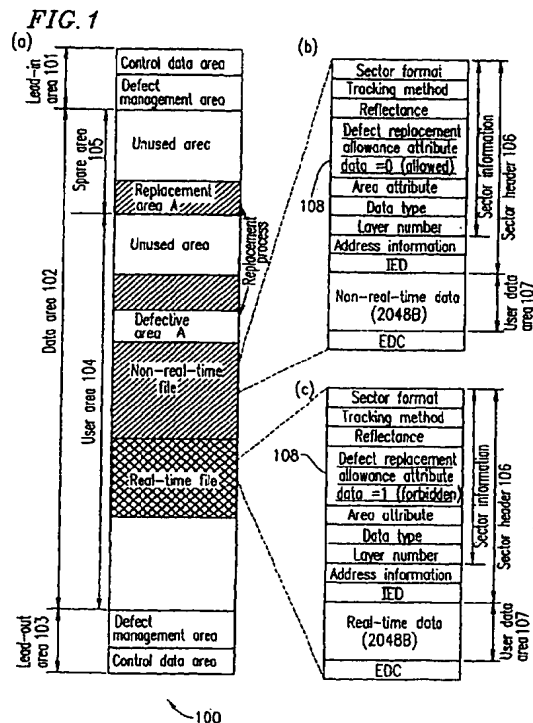 FIG. 1
(a)
Lead-in area 101
Control data area
Defect management area
Data area 102
Spare area 105
Unused area
Replacement area A
User area 104
Unused area
Replacement process
Defective area A
Non-real-time file
Real-time file
Lead-out area 103
Defect management area
Control data area
100
(b)
Sector format
Tracking method
Reflectance
Defect replacement
allowance attribute
data =0 (allowed)
108
Area attribute
Data type
Layer number
Address information
IED
Non-real-time data
(2048B)
EDC
Sector information
Sector header 106
User data area 107
(c)
Sector format
Tracking method
Reflectance
Defect replacement
allowance attribute
data =1 (forbidden)
108
Area attribute
Data type
Layer number
Address information
IED
Real-time data
(2048B)
EDC
Sector information
Sector header 106
User data area 107